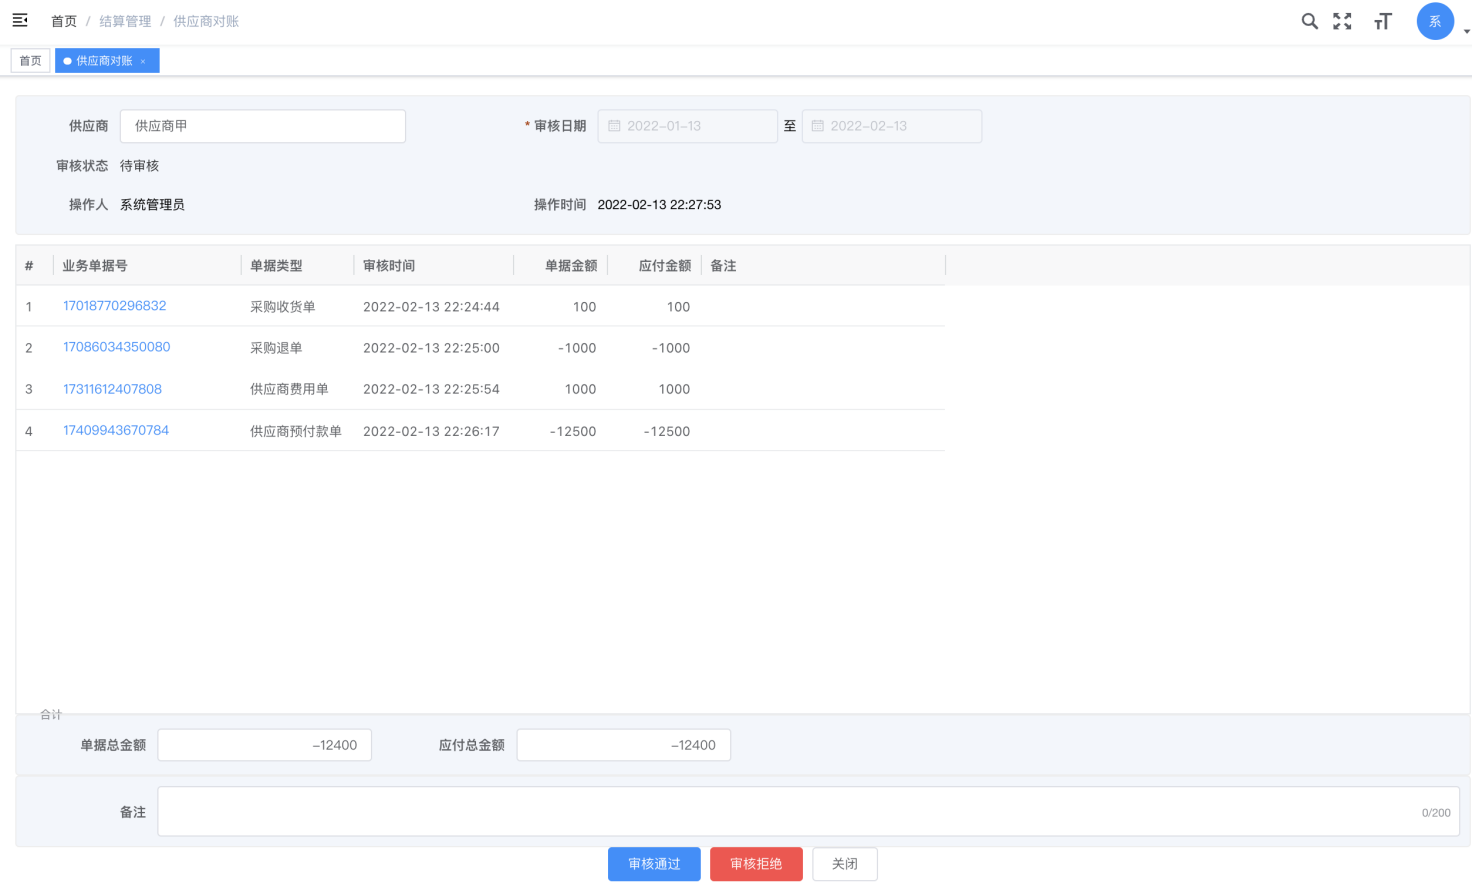 首页 / 结算管理 / 供应商对账
系
首页
供应商对账 ×
供应商 供应商甲 * 审核日期 2022-01-13 至 2022-02-13
审核状态 待审核
操作人 系统管理员 操作时间 2022-02-13 22:27:53
# 业务单据号 单据类型 审核时间 单据金额 应付金额 备注
1 17018770296832 采购收货单 2022-02-13 22:24:44 100 100
2 17086034350080 采购退单 2022-02-13 22:25:00 -1000 -1000
3 17311612407808 供应商费用单 2022-02-13 22:25:54 1000 1000
4 17409943670784 供应商预付款单 2022-02-13 22:26:17 -12500 -12500
合计
单据总金额 -12400 应付总金额 -12400
备注 0/200
审核通过 审核拒绝 关闭